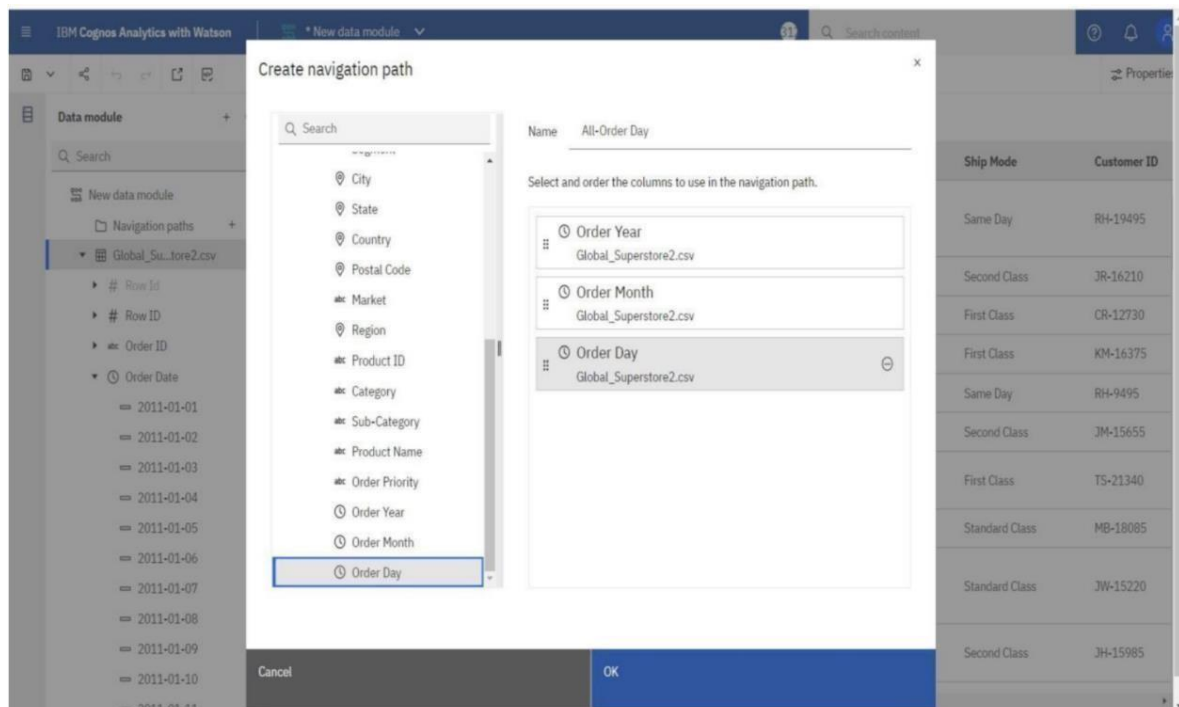 IBM Cognos Analytics with Watson
* New data module
Search content
Properties
Data module
+
Search
New data module
Navigation paths +
Global_Su...tore2.csv
# Row Id
# Row ID
abc Order ID
Order Date
2011-01-01
2011-01-02
2011-01-03
2011-01-04
2011-01-05
2011-01-06
2011-01-07
2011-01-08
2011-01-09
2011-01-10
Create navigation path
x
Search
City
State
Country
Postal Code
abc Market
Region
abc Product ID
abc Category
abc Sub-Category
abc Product Name
abc Order Priority
Order Year
Order Month
Order Day
Name All-Order Day
Select and order the columns to use in the navigation path.
Order Year
Global_Superstore2.csv
Order Month
Global_Superstore2.csv
Order Day
Global_Superstore2.csv
Cancel
OK
Ship Mode Customer ID
Same Day RH-19495
Second Class JR-16210
First Class CR-12730
First Class KM-16375
Same Day RH-9495
Second Class JM-15655
First Class TS-21340
Standard Class MB-18085
Standard Class JW-15220
Second Class JH-15985